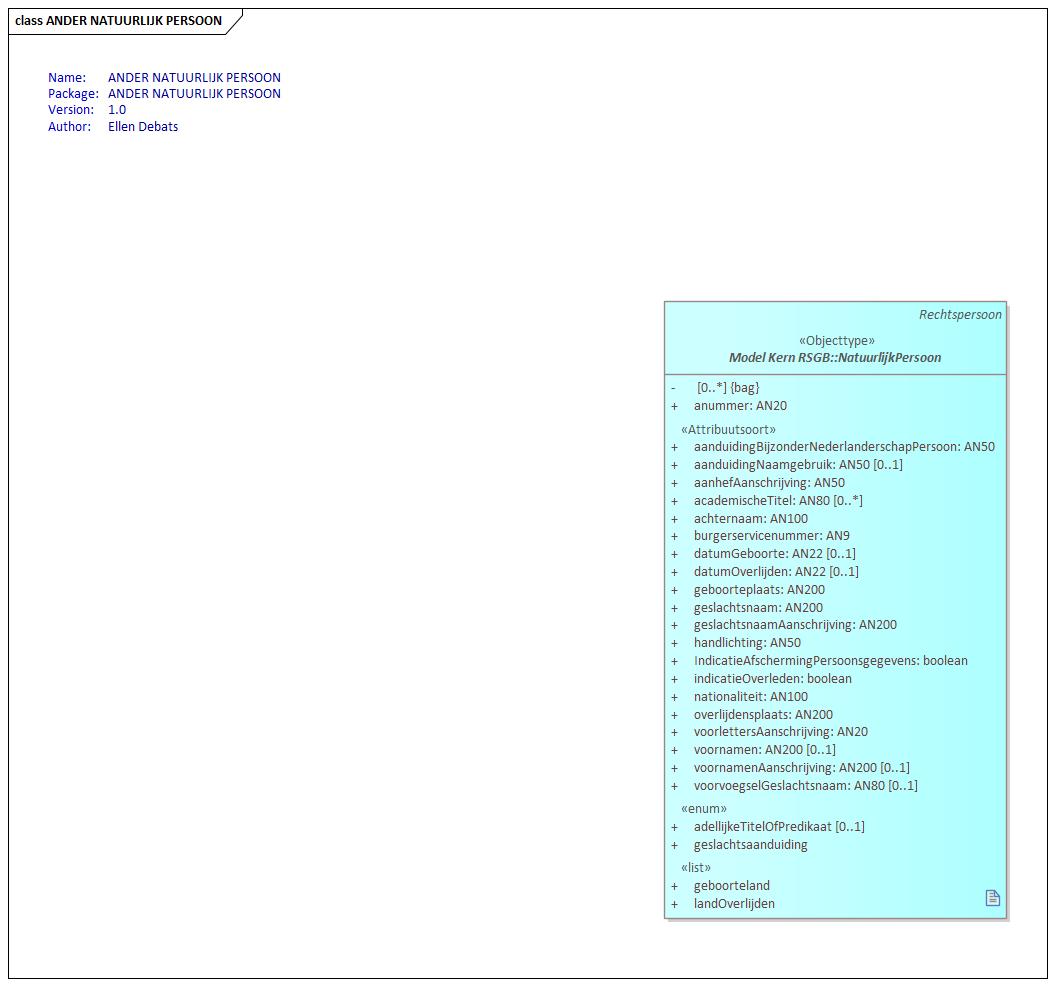 class ANDER NATUURLIJK PERSOON
Name: ANDER NATUURLIJK PERSOON
Package: ANDER NATUURLIJK PERSOON
Version: 1.0
Author: Ellen Debats
Rechtspersoon
«Objecttype»
Model Kern RSGB::NatuurlijkPersoon
- [0..*] {bag}
+ anummer: AN20
«Attribuutsoort»
+ aanduidingBijzonderNederlanderschapPersoon: AN50
+ aanduidingNaamgebruik: AN50 [0..1]
+ aanhefAanschrijving: AN50
+ academischeTitel: AN80 [0..*]
+ achternaam: AN100
+ burgerservicenummer: AN9
+ datumGeboorte: AN22 [0..1]
+ datumOverlijden: AN22 [0..1]
+ geboorteplaats: AN200
+ geslachtsnaam: AN200
+ geslachtsnaamAanschrijving: AN200
+ handlichting: AN50
+ IndicatieAfschermingPersoonsgegevens: boolean
+ indicatieOverleden: boolean
+ nationaliteit: AN100
+ overlijdensplaats: AN200
+ voorlettersAanschrijving: AN20
+ voornamen: AN200 [0..1]
+ voornamenAanschrijving: AN200 [0..1]
+ voorvoegselGeslachtsnaam: AN80 [0..1]
«enum»
+ adellijkeTitelOfPredikaat [0..1]
+ geslachtsaanduiding
«list»
+ geboorteland
+ landOverlijden